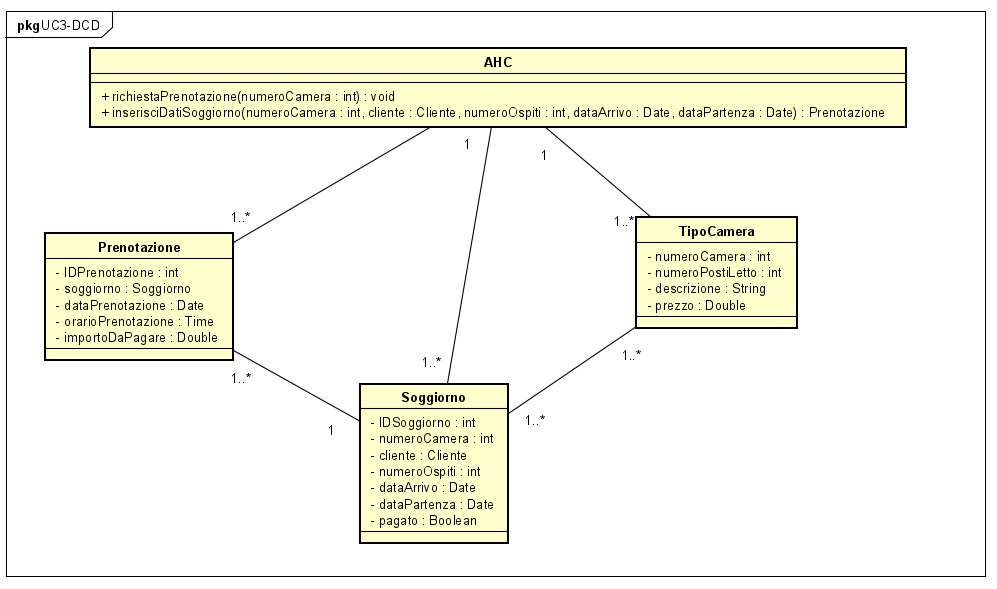 pkg UC3-DCD
AHC
+ richiestaPrenotazione(numeroCamera : int) : void
+ inserisciDatiSoggiorno(numeroCamera : int, cliente : Cliente, numeroOspiti : int, dataArrivo : Date, dataPartenza : Date) : Prenotazione
1
1
1..*
1..*
Prenotazione
- IDPrenotazione : int
- soggiorno : Soggiorno
- dataPrenotazione : Date
- orarioPrenotazione : Time
- importoDaPagare : Double
TipoCamera
- numeroCamera : int
- numeroPostiLetto : int
- descrizione : String
- prezzo : Double
1..*
1..*
1..*
1
1..*
Soggiorno
- IDSoggiorno : int
- numeroCamera : int
- cliente : Cliente
- numeroOspiti : int
- dataArrivo : Date
- dataPartenza : Date
- pagato : Boolean